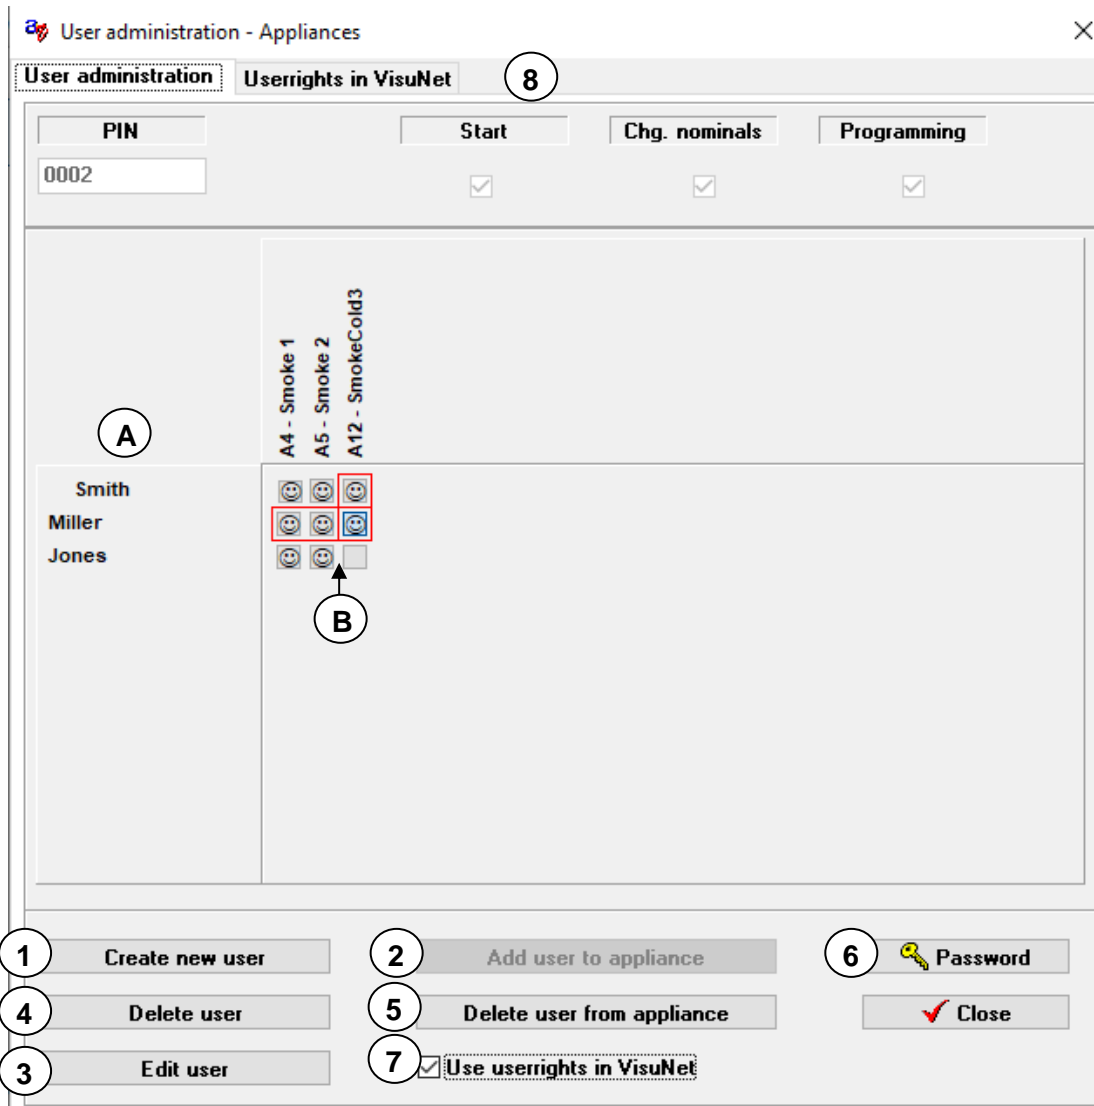 User administration - Appliances
User administration
Userrights in VisuNet
8
PIN
Start
Chg. nominals
Programming
0002
A4 - Smoke 1
A5 - Smoke 2
A12 - SmokeCold3
A
Smith
Miller
Jones
B
1
Create new user
2
Add user to appliance
6
Password
4
Delete user
5
Delete user from appliance
Close
3
Edit user
7
Use userrights in VisuNet